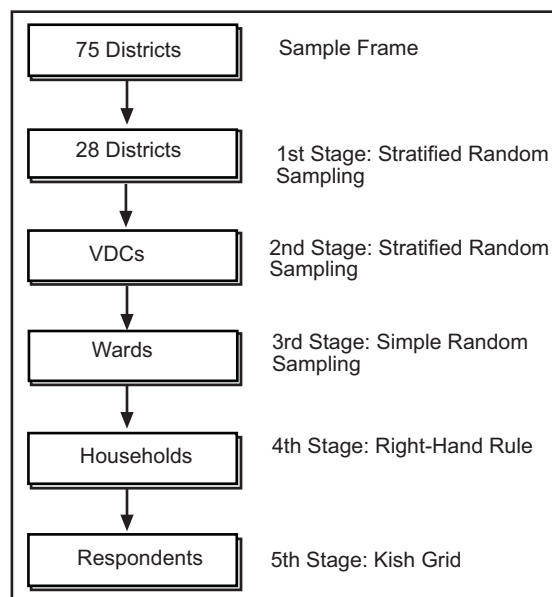 75 Districts
Sample Frame
28 Districts
1st Stage: Stratified Random
Sampling
VDCs
2nd Stage: Stratified Random
Sampling
Wards
3rd Stage: Simple Random
Sampling
Households
4th Stage: Right-Hand Rule
Respondents
5th Stage: Kish Grid